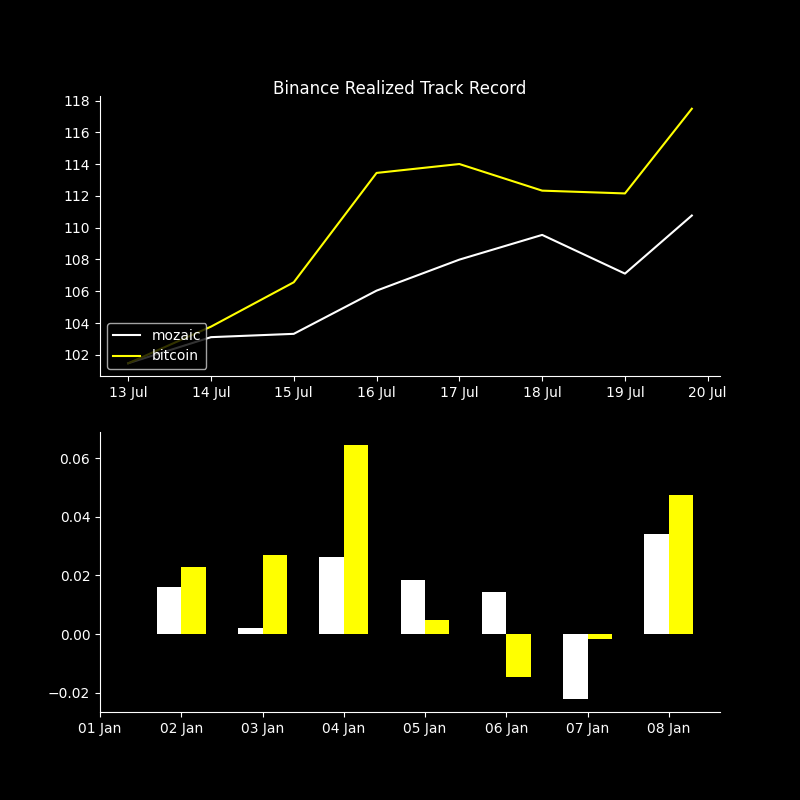 Binance Realized Track Record
118
116
114
112
110
108
106
104
102
mozaic
bitcoin
13 Jul 14 Jul 15 Jul 16 Jul 17 Jul 18 Jul 19 Jul 20 Jul
0.06
0.04
0.02
0.00
−0.02
01 Jan 02 Jan 03 Jan 04 Jan 05 Jan 06 Jan 07 Jan 08 Jan